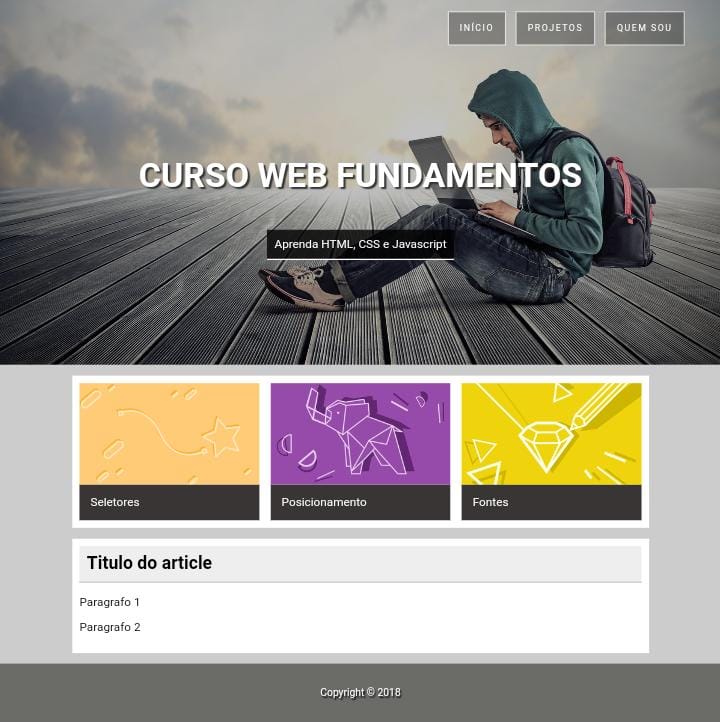 INÍCIO PROJETOS QUEM SOU
CURSO WEB FUNDAMENTOS
Aprenda HTML, CSS e Javascript
Seletores Posicionamento Fontes
Titulo do article
Paragrafo 1
Paragrafo 2
Copyright © 2018